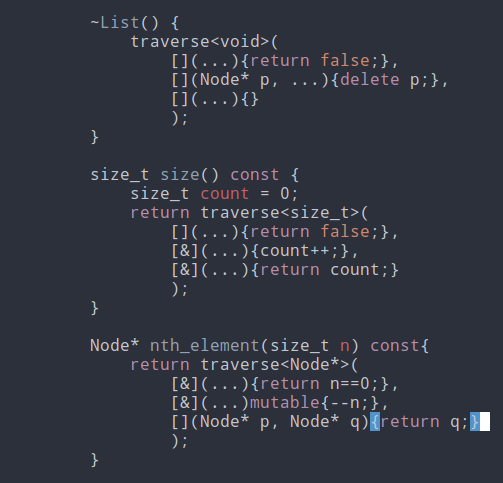 ~List() {
    traverse<void>(
        [](...){return false;},
        [](Node* p, ...){delete p;},
        [](...){}
        );
}

size_t size() const {
    size_t count = 0;
    return traverse<size_t>(
        [](...){return false;},
        [&](...){count++;},
        [&](...){return count;}
        );
}

Node* nth_element(size_t n) const{
    return traverse<Node*>(
        [&](...){return n==0;},
        [&](...)mutable{--n;},
        [](Node* p, Node* q){return q;}
        );
}